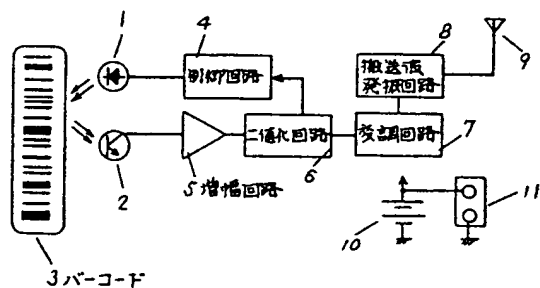 1
4
制御回路
8
搬送波
発振回路
9
2
5 増幅回路
二値化回路
6
変調回路
7
10
11
3 バーコード